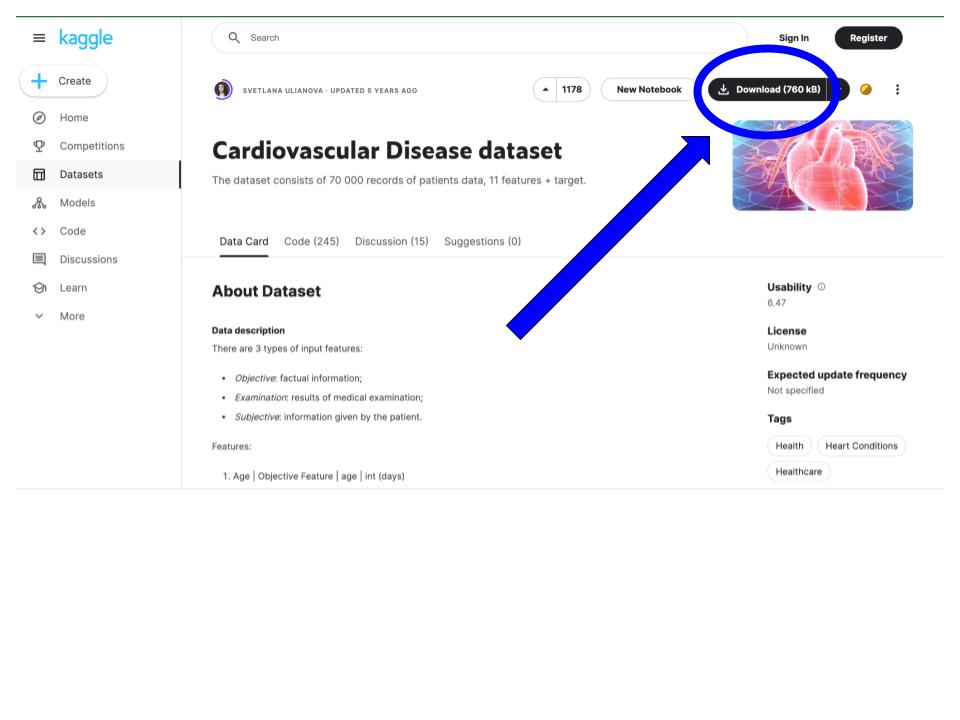 kaggle
Search
Sign In
Register
Create
SVETLANA ULIANOVA · UPDATED 5 YEARS AGO
1178
New Notebook
Download (760 kB)
Home
Competitions
Datasets
Models
Code
Discussions
Learn
More
Cardiovascular Disease dataset
The dataset consists of 70 000 records of patients data, 11 features + target.
Data Card
Code (245)
Discussion (15)
Suggestions (0)
About Dataset
Data description
There are 3 types of input features:
• Objective: factual information;
• Examination: results of medical examination;
• Subjective: information given by the patient.
Features:
1. Age | Objective Feature | age | int (days)
Usability
6.47
License
Unknown
Expected update frequency
Not specified
Tags
Health
Heart Conditions
Healthcare